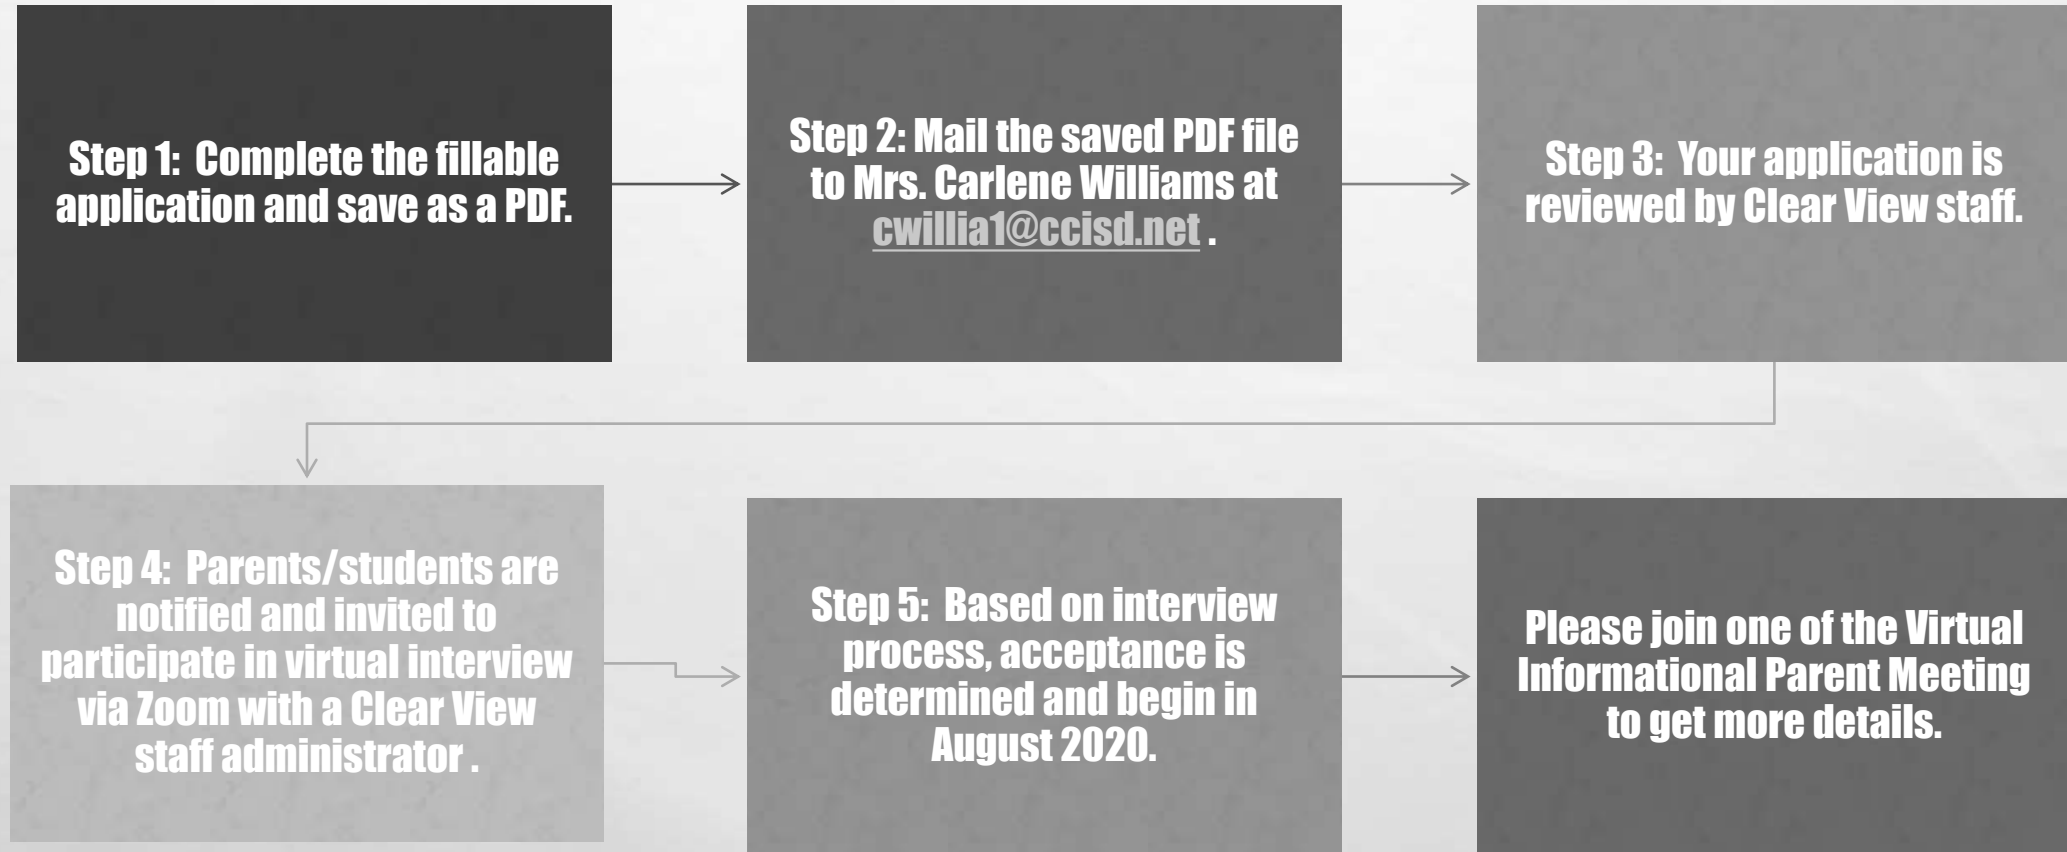 Step 1:  Complete the fillable
application and save as a PDF.
Step 2: Mail the saved PDF file
to Mrs. Carlene Williams at
cwillia1@ccisd.net .
Step 3:  Your application is
reviewed by Clear View staff.
Step 4:  Parents/students are
notified and invited to
participate in virtual interview
via Zoom with a Clear View
staff administrator .
Step 5:  Based on interview
process, acceptance is
determined and begin in
August 2020.
Please join one of the Virtual
Informational Parent Meeting
to get more details.